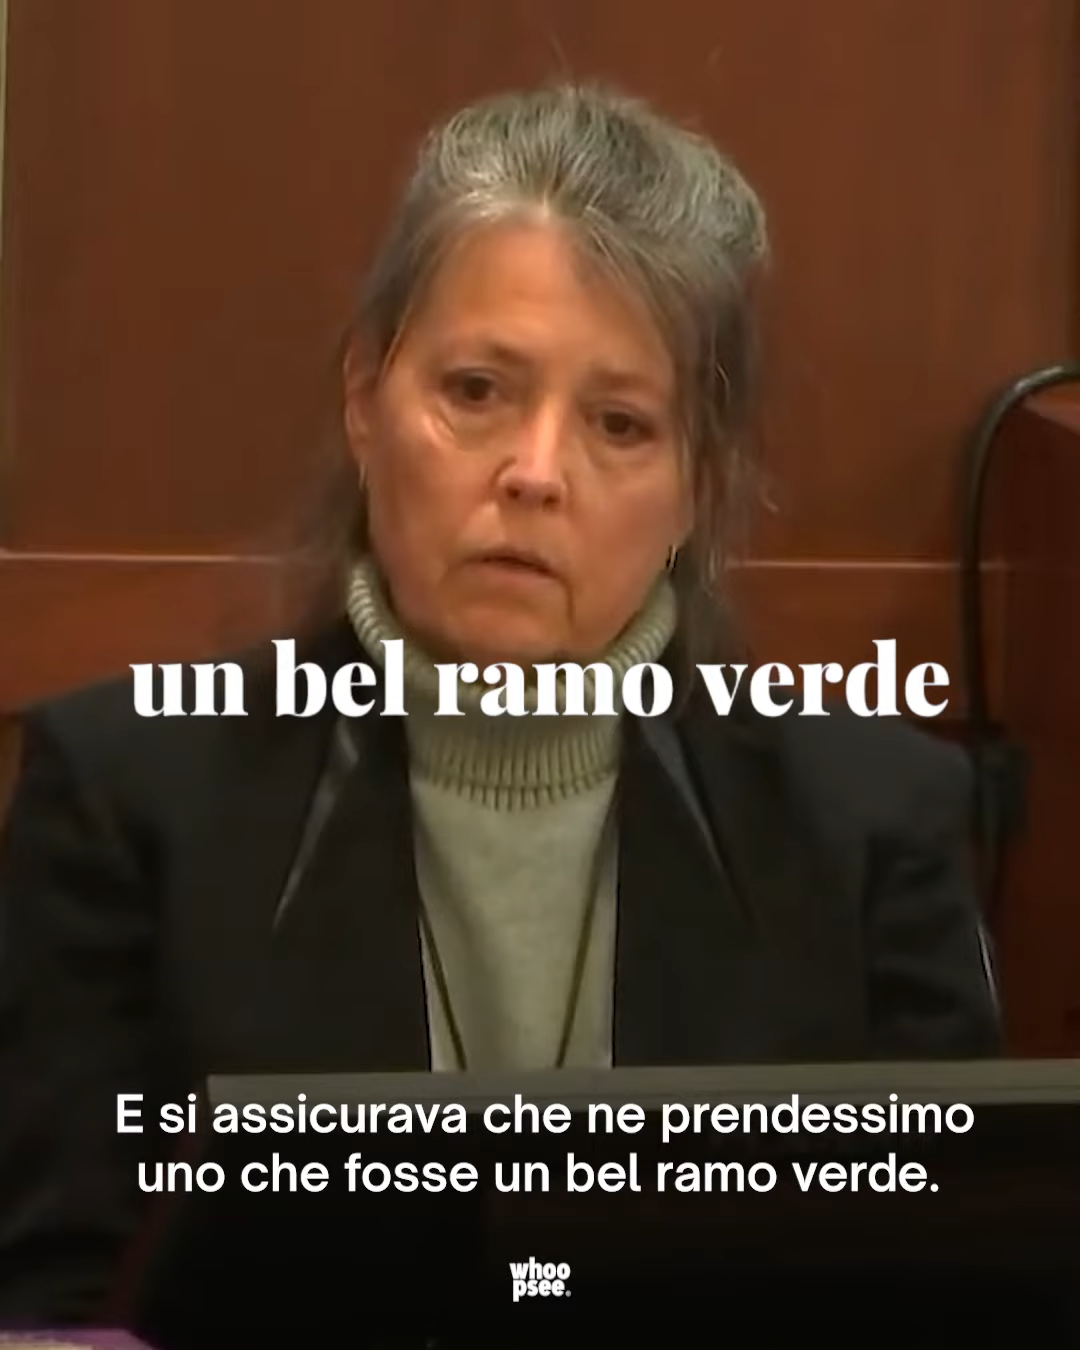 un bel ramo verde
E si assicurava che ne prendessimo
uno che fosse un bel ramo verde.
whoo
psee.